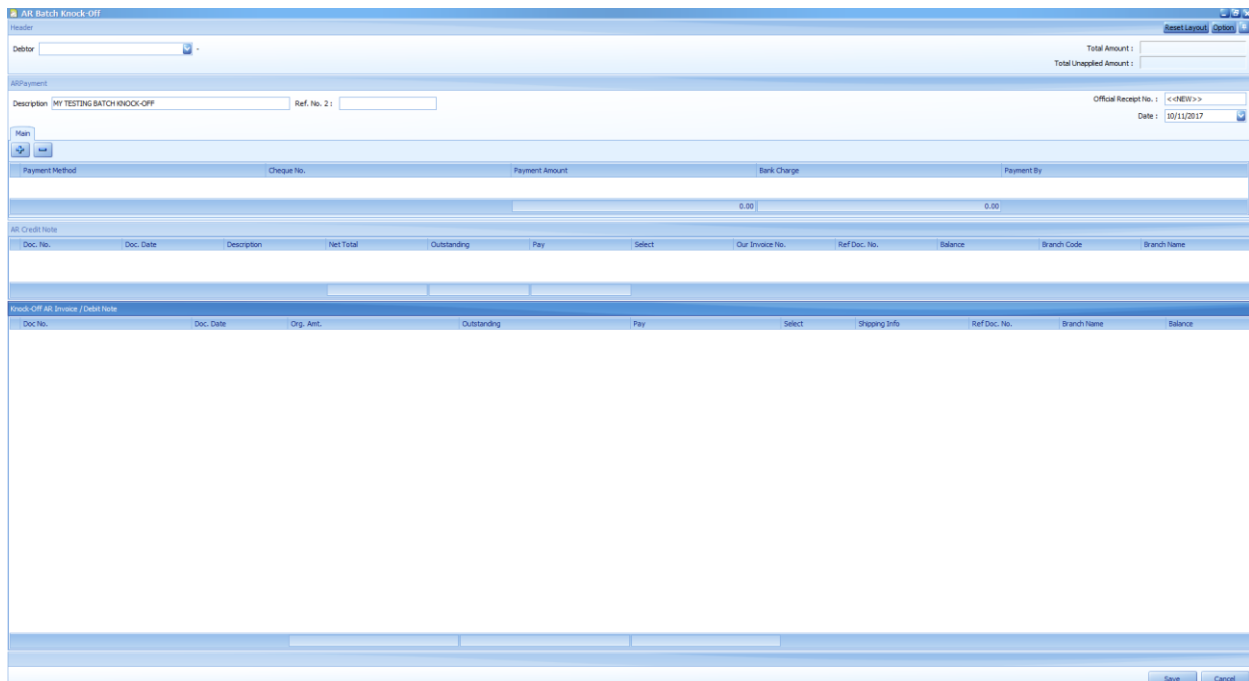 AR Batch Knock-Off
Header
Reset Layout Option
Debtor -
Total Amount :
Total Unapplied Amount :
ARPayment
Description MY TESTING BATCH KNOCK-OFF Ref. No. 2 :
Official Receipt No. : <<NEW>>
Date : 10/11/2017
Main
Payment Method Cheque No. Payment Amount Bank Charge Payment By
0.00 0.00
AR Credit Note
Doc. No. Doc. Date Description Net Total Outstanding Pay Select Our Invoice No. Ref Doc. No. Balance Branch Code Branch Name
Knock-Off AR Invoice / Debit Note
Doc No. Doc. Date Org. Amt. Outstanding Pay Select Shipping Info Ref Doc. No. Branch Name Balance
Save Cancel